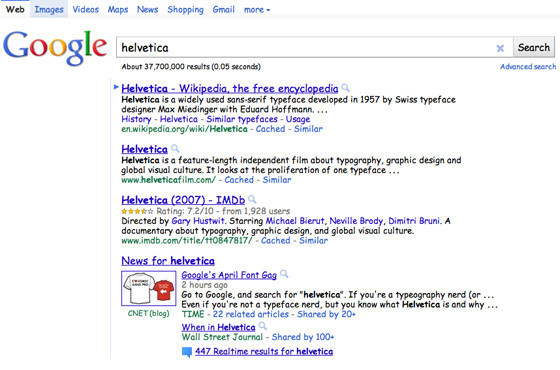 Web Images Videos Maps News Shopping Gmail more
Google
helvetica
Search
About 37,700,000 results (0.05 seconds)
Advanced search
Helvetica - Wikipedia, the free encyclopedia
Helvetica is a widely used sans-serif typeface developed in 1957 by Swiss typeface
designer Max Miedinger with Eduard Hoffmann. ...
History - Helvetica - Similar typefaces - Usage
en.wikipedia.org/wiki/Helvetica - Cached - Similar
Helvetica
Helvetica is a feature-length independent film about typography, graphic design and
global visual culture. It looks at the proliferation of one typeface ...
www.helveticafilm.com/ - Cached - Similar
Helvetica (2007) - IMDb
Rating: 7.2/10 - from 1,928 users
Directed by Gary Hustwit. Starring Michael Bierut, Neville Brody, Dimitri Bruni. A
documentary about typography, graphic design, and global visual culture.
www.imdb.com/title/tt0847817/ - Cached - Similar
News for helvetica
Google's April Font Gag
2 hours ago
Go to Google, and search for "helvetica". If you're a typeography nerd (or ...
Even if you're not a typeface nerd, but you know what Helvetica is and why ...
CNET (blog)
TIME - 22 related articles - Shared by 20+
When in Helvetica
Wall Street Journal - Shared by 100+
447 Realtime results for helvetica